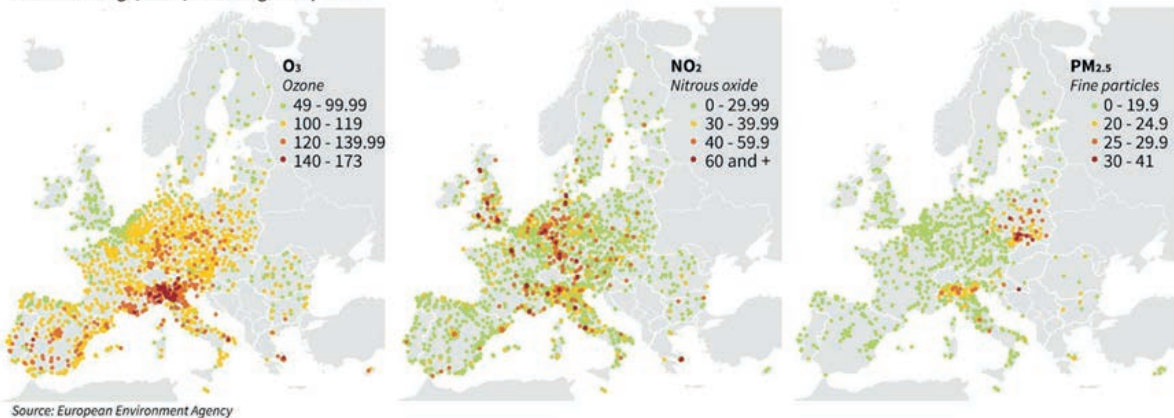 O₃
Ozone
49 - 99.99
100 - 119
120 - 139.99
140 - 173
NO₂
Nitrous oxide
0 - 29.99
30 - 39.99
40 - 59.9
60 and +
PM₂.₅
Fine particles
0 - 19.9
20 - 24.9
25 - 29.9
30 - 41
Source: European Environment Agency